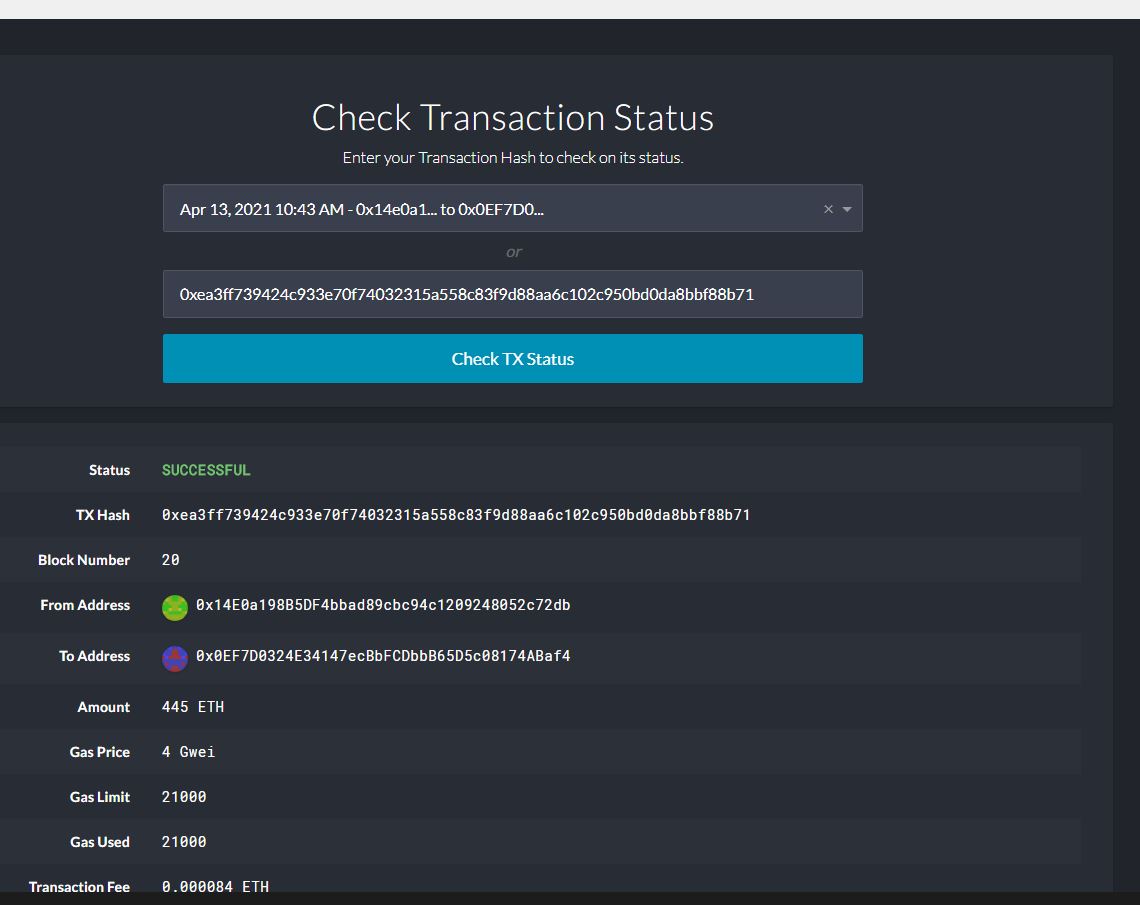 Check Transaction Status
Enter your Transaction Hash to check on its status.
Apr 13, 2021 10:43 AM - 0x14e0a1... to 0x0EF7D0...
or
0xea3ff739424c933e70f74032315a558c83f9d88aa6c102c950bd0da8bbf88b71
Check TX Status
Status SUCCESSFUL
TX Hash 0xea3ff739424c933e70f74032315a558c83f9d88aa6c102c950bd0da8bbf88b71
Block Number 20
From Address 0x14E0a198B5DF4bbad89cbc94c1209248052c72db
To Address 0x0EF7D0324E34147ecBbFCDbbB65D5c08174ABaf4
Amount 445 ETH
Gas Price 4 Gwei
Gas Limit 21000
Gas Used 21000
Transaction Fee 0.000084 ETH